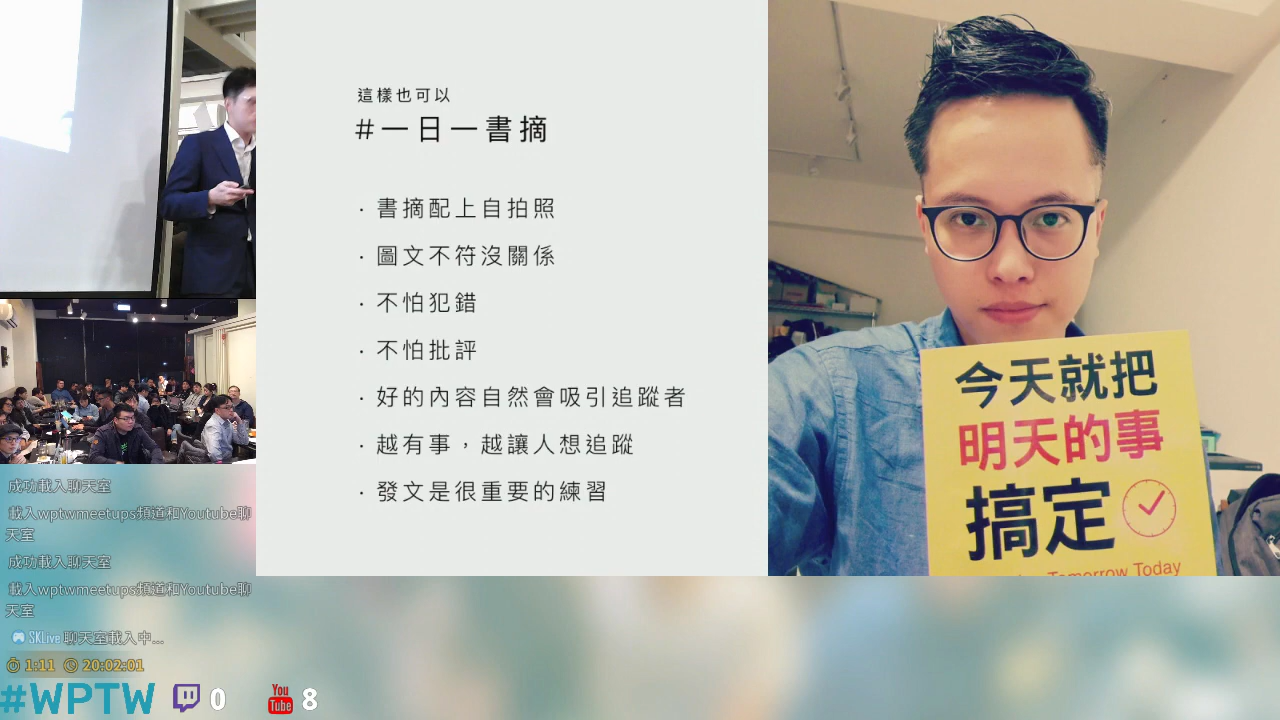 這樣也可以
#一日一書摘
· 書摘配上自拍照
· 圖文不符沒關係
· 不怕犯錯
· 不怕批評
· 好的內容自然會吸引追蹤者
· 越有事，越讓人想追蹤
· 發文是很重要的練習
今天就把
明天的事
搞定
Tomorrow Today
成功載入聊天室
載入wptwmeetups頻道和Youtube聊
天室
成功載入聊天室
載入wptwmeetups頻道和Youtube聊
天室
SKLive 聊天室載入中...
1:11 20:02:01
#WPTW 0 You Tube 8